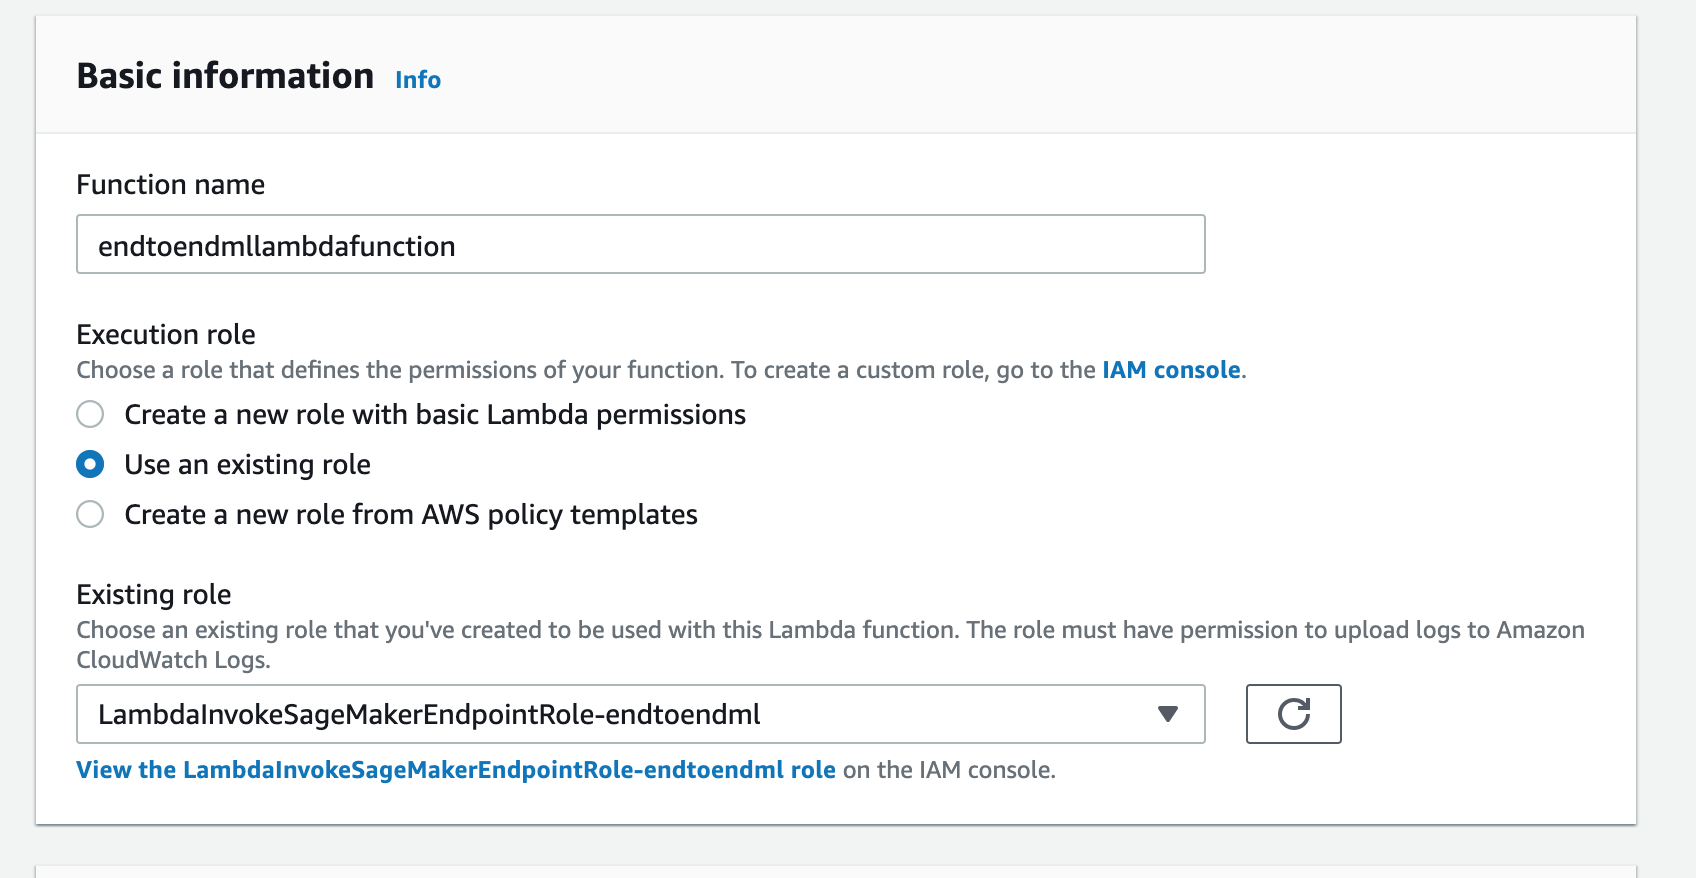 Basic information Info
Function name
endtoendmllambdafunction
Execution role
Choose a role that defines the permissions of your function. To create a custom role, go to the IAM console.
Create a new role with basic Lambda permissions
Use an existing role
Create a new role from AWS policy templates
Existing role
Choose an existing role that you've created to be used with this Lambda function. The role must have permission to upload logs to Amazon
CloudWatch Logs.
LambdaInvokeSageMakerEndpointRole-endtoendml
View the LambdaInvokeSageMakerEndpointRole-endtoendml role on the IAM console.